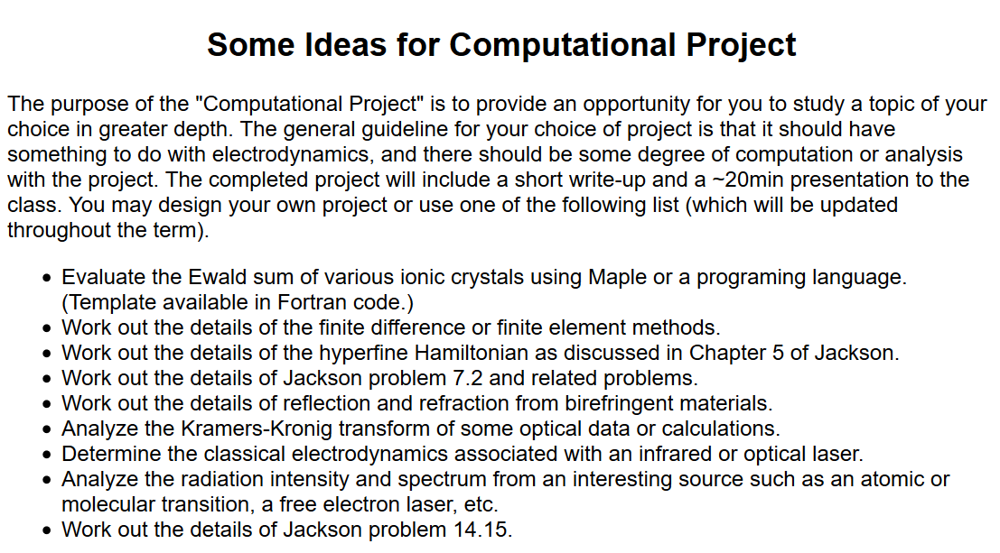 Some Ideas for Computational Project
The purpose of the "Computational Project" is to provide an opportunity for you to study a topic of your
choice in greater depth. The general guideline for your choice of project is that it should have
something to do with electrodynamics, and there should be some degree of computation or analysis
with the project. The completed project will include a short write-up and a ~20min presentation to the
class. You may design your own project or use one of the following list (which will be updated
throughout the term).
• Evaluate the Ewald sum of various ionic crystals using Maple or a programing language.
(Template available in Fortran code.)
• Work out the details of the finite difference or finite element methods.
• Work out the details of the hyperfine Hamiltonian as discussed in Chapter 5 of Jackson.
• Work out the details of Jackson problem 7.2 and related problems.
• Work out the details of reflection and refraction from birefringent materials.
• Analyze the Kramers-Kronig transform of some optical data or calculations.
• Determine the classical electrodynamics associated with an infrared or optical laser.
• Analyze the radiation intensity and spectrum from an interesting source such as an atomic or
molecular transition, a free electron laser, etc.
• Work out the details of Jackson problem 14.15.